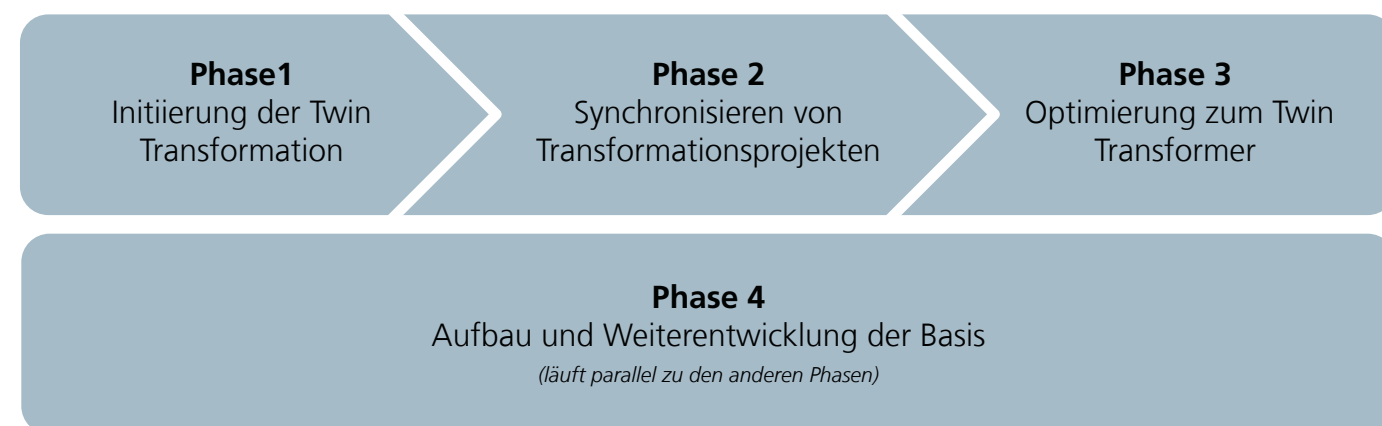 Phase1
Initiierung der Twin
Transformation
Phase 2
Synchronisieren von
Transformationsprojekten
Phase 3
Optimierung zum Twin
Transformer
Phase 4
Aufbau und Weiterentwicklung der Basis
(läuft parallel zu den anderen Phasen)